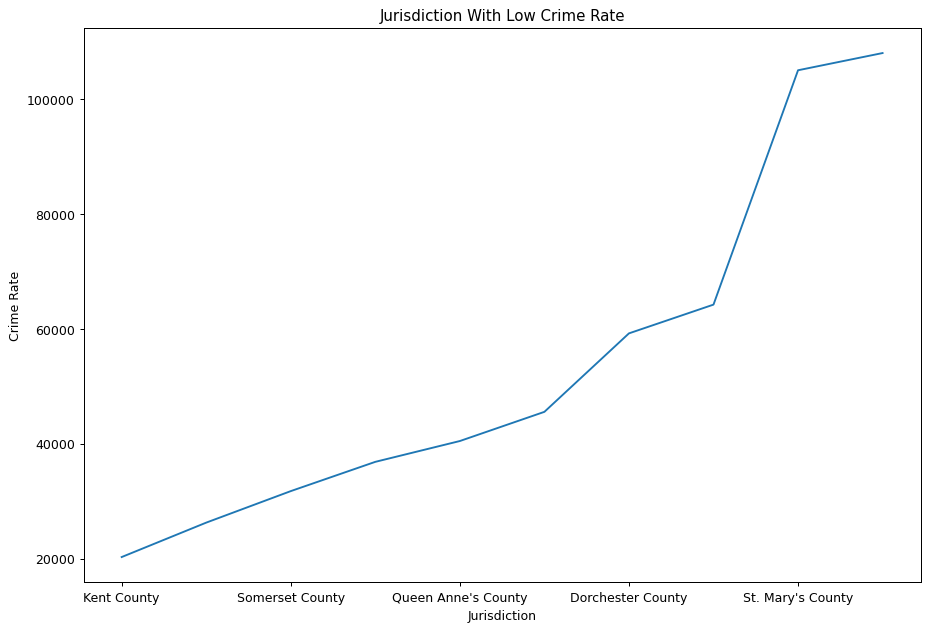 Jurisdiction With Low Crime Rate
Crime Rate
100000
80000
60000
40000
20000
Kent County
Somerset County
Queen Anne's County
Dorchester County
St. Mary's County
Jurisdiction